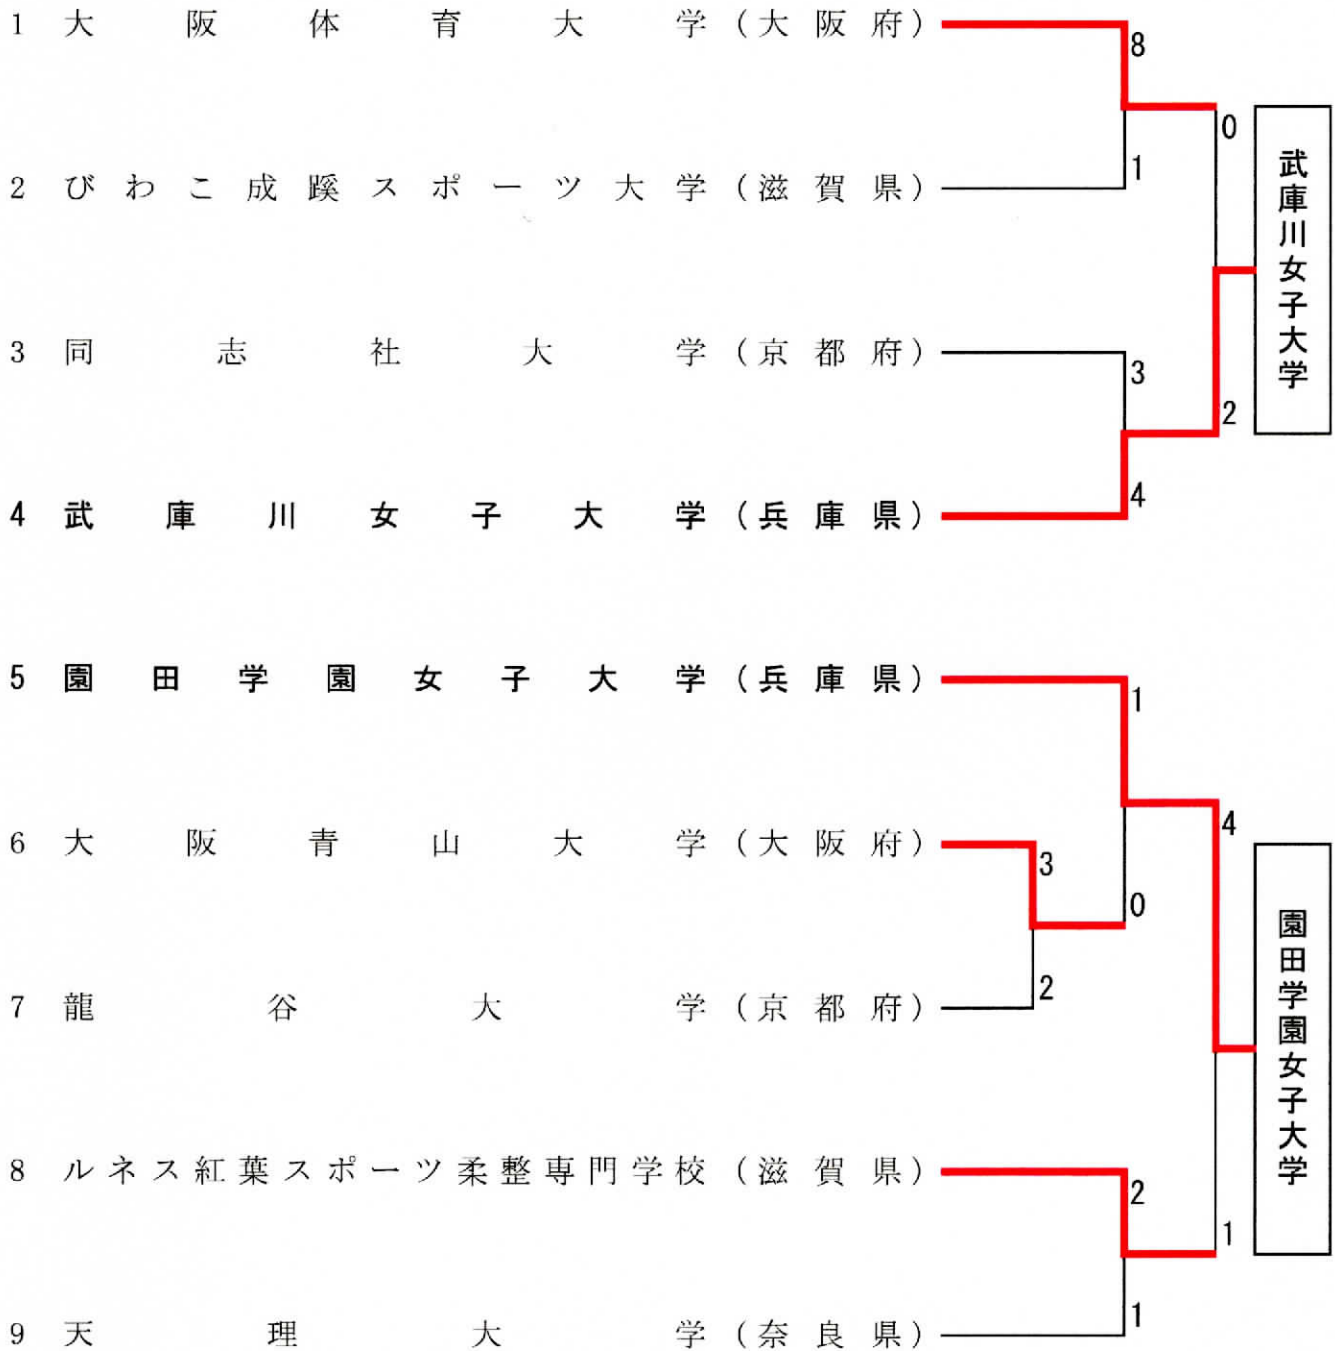 1 大阪体育大学(大阪府)
8
0
1
2 びわこ成蹊スポーツ大学(滋賀県)
武庫川女子大学
3 同志社大学(京都府)
3
2
4
4 武庫川女子大学(兵庫県)
5 園田学園女子大学(兵庫県)
1
4
6 大阪青山大学(大阪府)
3
0
2
7 龍谷大学(京都府)
園田学園女子大学
8 ルネス紅葉スポーツ柔整専門学校(滋賀県)
2
1
1
9 天理大学(奈良県)